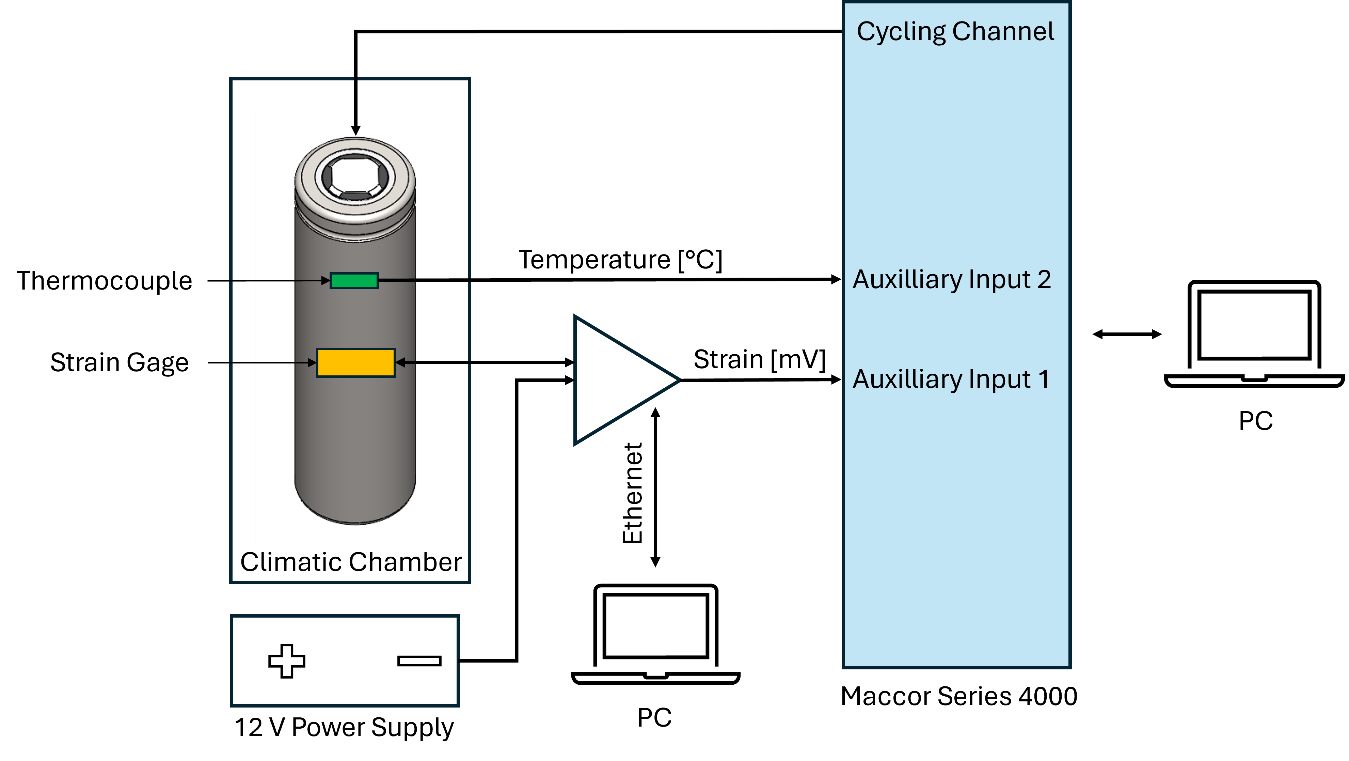 Cycling Channel
Temperature [°C]
Thermocouple
Auxilliary Input 2
Strain Gage
Strain [mV]
Auxilliary Input 1
PC
Ethernet
Climatic Chamber
Maccor Series 4000
12 V Power Supply
PC